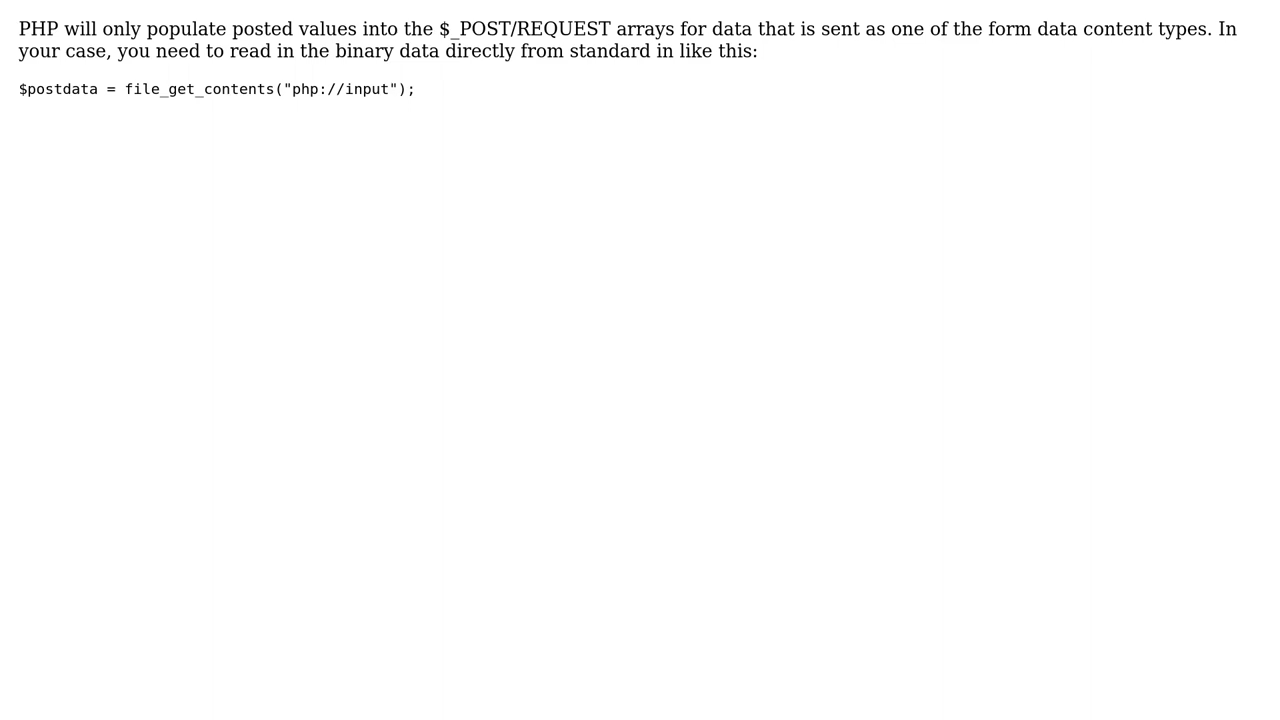 PHP will only populate posted values into the $_POST/REQUEST arrays for data that is sent as one of the form data content types. In
your case, you need to read in the binary data directly from standard in like this:
$postdata = file_get_contents("php://input");